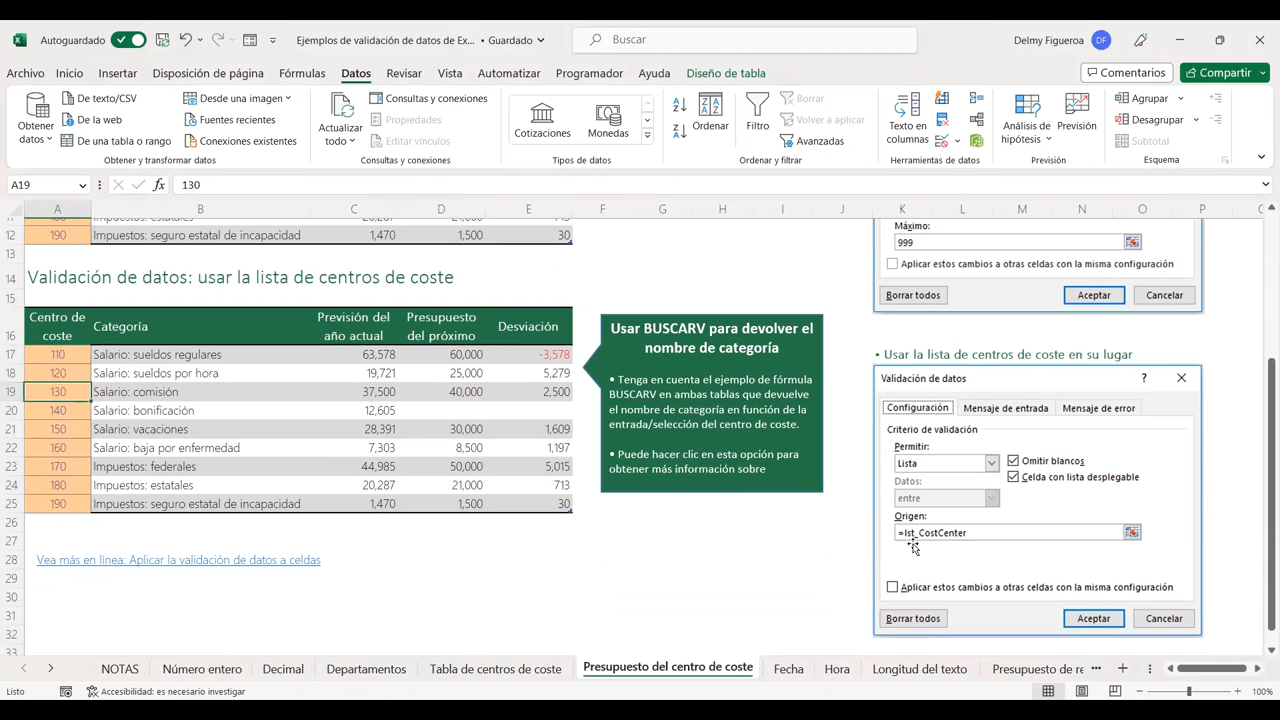 Autoguardado
Ejemplos de validación de datos de Ex... • Guardado
Buscar
Delmy Figueroa DF
Archivo Inicio Insertar Disposición de página Fórmulas Datos Revisar Vista Automatizar Programador Ayuda Diseño de tabla
Comentarios Compartir
Obtener datos
De texto/CSV
De la web
De una tabla o rango
Desde una imagen
Fuentes recientes
Conexiones existentes
Obtener y transformar datos
Actualizar todo
Consultas y conexiones
Propiedades
Editar vínculos
Consultas y conexiones
Cotizaciones Monedas
Tipos de datos
Ordenar
Filtro
Borrar
Volver a aplicar
Avanzadas
Ordenar y filtrar
Texto en columnas
Herramientas de datos
Análisis de hipótesis
Previsión
Previsión
Agrupar
Desagrupar
Subtotal
Esquema
A19 fx 130
A B C D E F G H I J K L M N O P
12 190 Impuestos: seguro estatal de incapacidad 1,470 1,500 30
13
14 Validación de datos: usar la lista de centros de coste
15
16 Centro de coste Categoría Previsión del año actual Presupuesto del próximo Desviación
17 110 Salario: sueldos regulares 63,578 60,000 -3,578
18 120 Salario: sueldos por hora 19,721 25,000 5,279
19 130 Salario: comisión 37,500 40,000 2,500
20 140 Salario: bonificación 12,605
21 150 Salario: vacaciones 28,391 30,000 1,609
22 160 Salario: baja por enfermedad 7,303 8,500 1,197
23 170 Impuestos: federales 44,985 50,000 5,015
24 180 Impuestos: estatales 20,287 21,000 713
25 190 Impuestos: seguro estatal de incapacidad 1,470 1,500 30
26
27
28 Vea más en línea: Aplicar la validación de datos a celdas
29
30
31
32
33
Usar BUSCARV para devolver el
nombre de categoría
• Tenga en cuenta el ejemplo de fórmula
BUSCARV en ambas tablas que devuelve
el nombre de categoría en función de la
entrada/selección del centro de coste.
• Puede hacer clic en esta opción para
obtener más información sobre
Máximo:
999
Aplicar estos cambios a otras celdas con la misma configuración
Borrar todos Aceptar Cancelar
• Usar la lista de centros de coste en su lugar
Validación de datos ?
Configuración Mensaje de entrada Mensaje de error
Criterio de validación
Permitir:
Lista
Omitir blancos
Celda con lista desplegable
Datos:
entre
Origen:
=lst_CostCenter
Aplicar estos cambios a otras celdas con la misma configuración
Borrar todos Aceptar Cancelar
NOTAS Número entero Decimal Departamentos Tabla de centros de coste Presupuesto del centro de coste Fecha Hora Longitud del texto Presupuesto de re ...
Listo Accesibilidad: es necesario investigar 100%